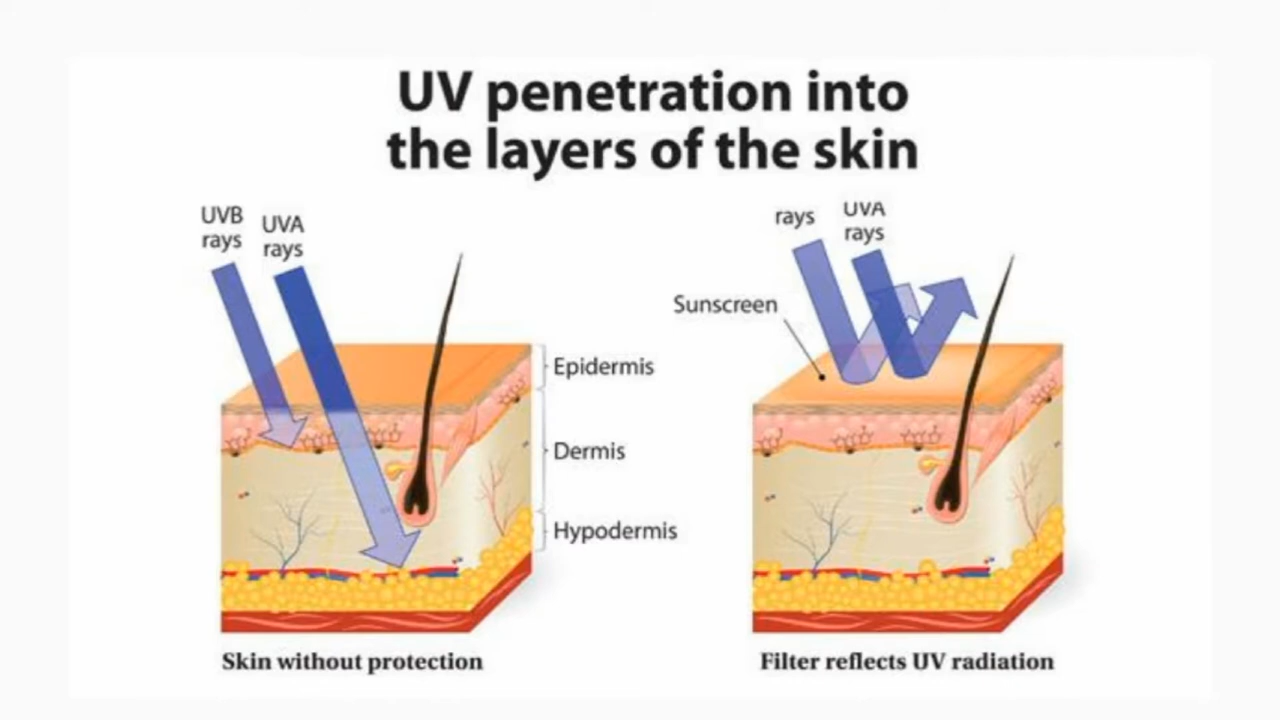 UV penetration into
the layers of the skin
UVB
rays
UVA
rays
Epidermis
Dermis
Hypodermis
Skin without protection
rays
UVA
rays
Sunscreen
Filter reflects UV radiation